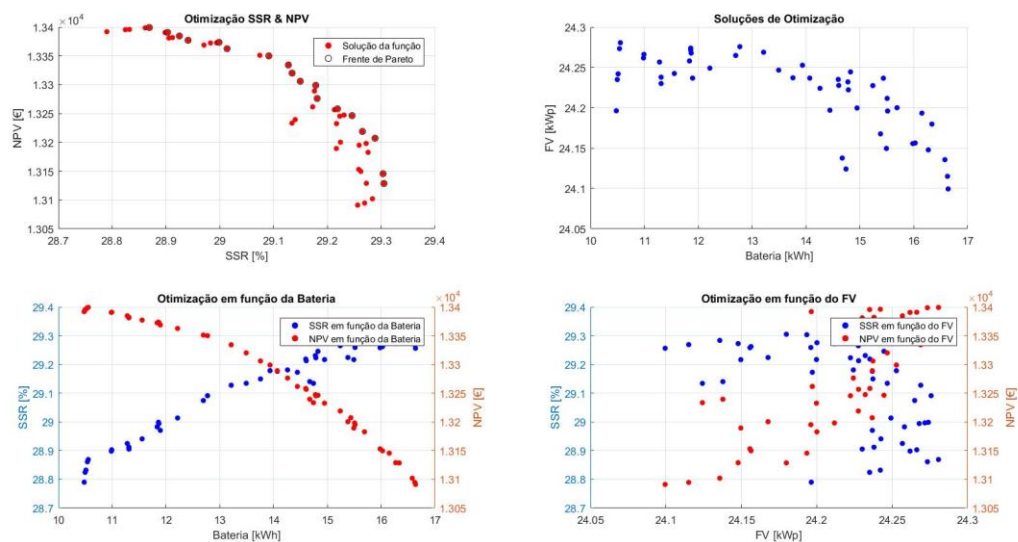 Otimização SSR & NPV
× 10⁴
1.34
1.335
1.33
1.325
1.32
1.315
1.31
1.305
NPV [€]
Solução da função
Frente de Pareto
28.7 28.8 28.9 29 29.1 29.2 29.3 29.4
SSR [%]
Soluções de Otimização
24.3
24.25
24.2
24.15
24.1
24.05
FV [kWp]
10 11 12 13 14 15 16 17
Bateria [kWh]
Otimização em função da Bateria
× 10⁴
29.4
29.3
29.2
29.1
29
28.9
28.8
28.7
SSR [%]
SSR em função da Bateria
NPV em função da Bateria
1.34
1.335
1.33
1.325
1.32
1.315
1.31
1.305
NPV [€]
10 11 12 13 14 15 16 17
Bateria [kWh]
Otimização em função do FV
× 10⁴
29.4
29.3
29.2
29.1
29
28.9
28.8
28.7
SSR [%]
SSR em função do FV
NPV em função do FV
1.34
1.335
1.33
1.325
1.32
1.315
1.31
1.305
NPV [€]
24.05 24.1 24.15 24.2 24.25 24.3
FV [kWp]